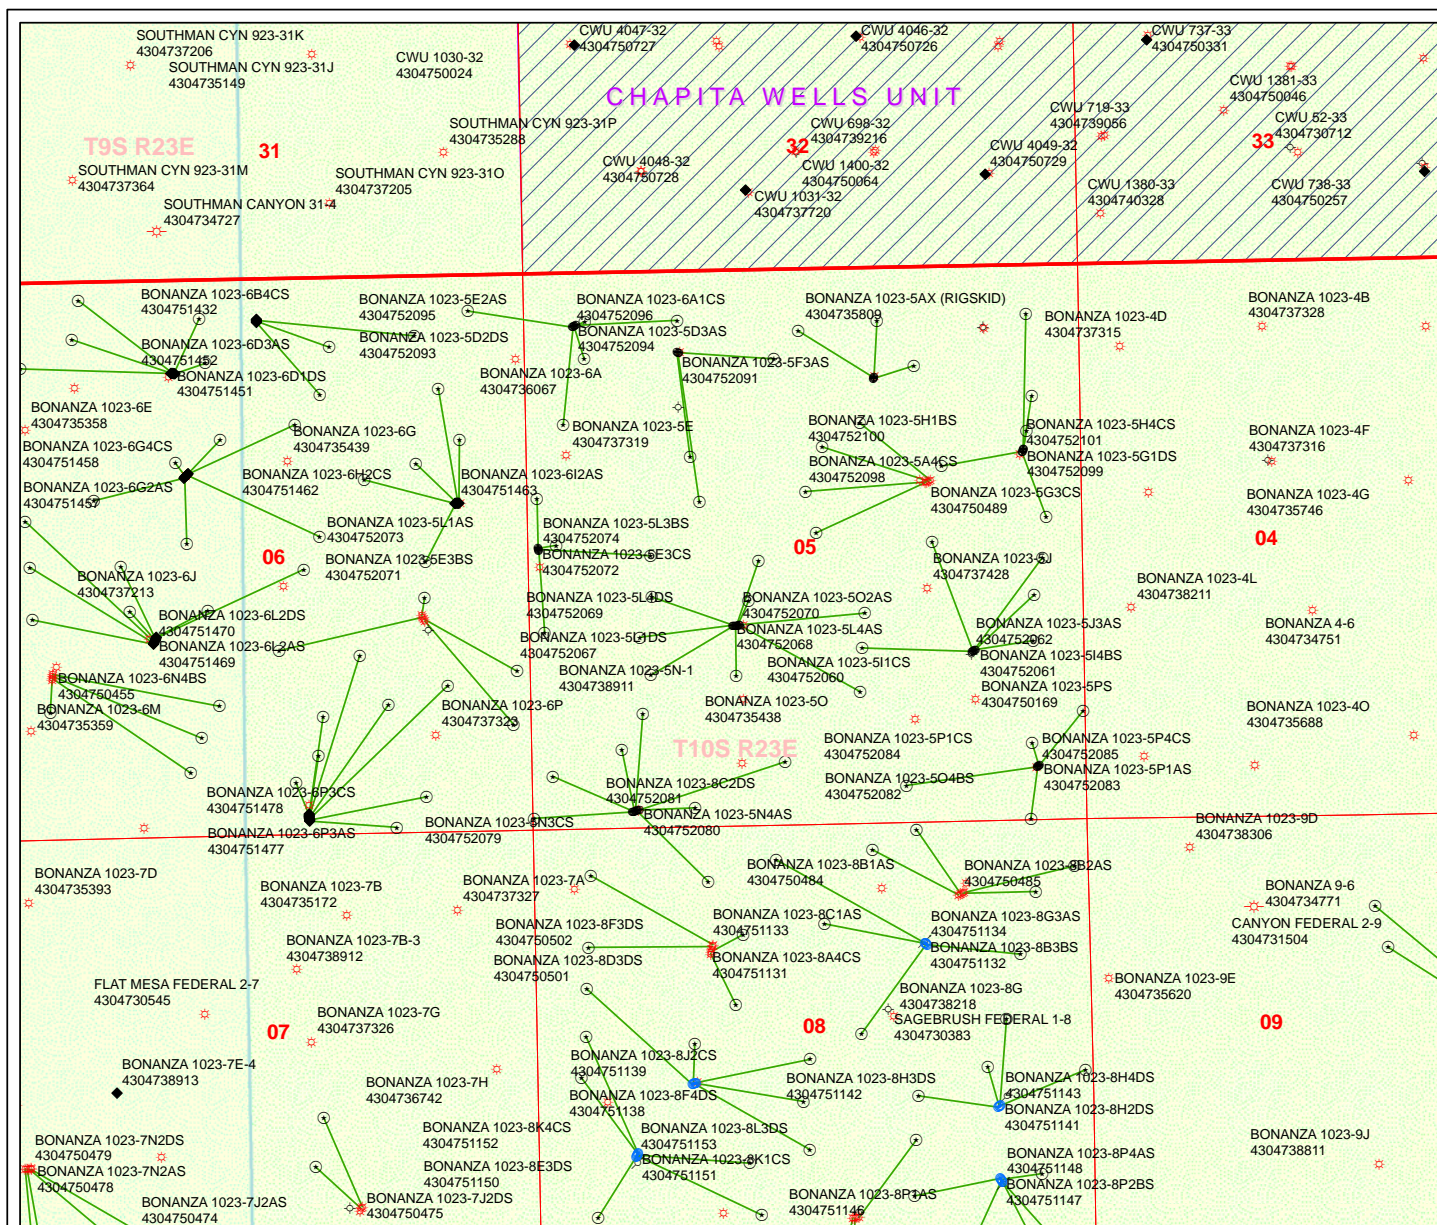 SOUTHMAN CYN 923-31K
4304737206
SOUTHMAN CYN 923-31J
4304735149
CWU 1030-32
4304750024
CWU 4047-32
4304750727
CWU 4046-32
4304750726
CWU 737-33
4304750331
CHAPITA WELLS UNIT
CWU 1381-33
4304750046
CWU 719-33
4304739056
CWU 52-33
4304730712
SOUTHMAN CYN 923-31P
4304735288
CWU 698-32
4304739216
T9S R23E
31
32
33
CWU 4049-32
4304750729
SOUTHMAN CYN 923-31M
4304737364
SOUTHMAN CYN 923-31O
4304737205
CWU 4048-32
4304750728
CWU 1400-32
4304750064
CWU 1380-33
4304740328
CWU 738-33
4304750257
CWU 1031-32
4304737720
SOUTHMAN CANYON 31-4
4304734727
BONANZA 1023-6B4CS
4304751432
BONANZA 1023-5E2AS
4304752095
BONANZA 1023-6A1CS
4304752096
BONANZA 1023-5AX (RIGSKID)
4304735809
BONANZA 1023-4D
4304737315
BONANZA 1023-4B
4304737328
BONANZA 1023-6D3AS
4304751452
BONANZA 1023-5D2DS
4304752093
BONANZA 1023-5D3AS
4304752094
BONANZA 1023-5F3AS
4304752091
BONANZA 1023-6D1DS
4304751451
BONANZA 1023-6A
4304736067
BONANZA 1023-6E
4304735358
BONANZA 1023-6G
4304735439
BONANZA 1023-5E
4304737319
BONANZA 1023-5H1BS
4304752100
BONANZA 1023-5H4CS
4304752101
BONANZA 1023-4F
4304737316
BONANZA 1023-6G4CS
4304751458
BONANZA 1023-6H2CS
4304751462
BONANZA 1023-6I2AS
4304751463
BONANZA 1023-5A4CS
4304752098
BONANZA 1023-5G1DS
4304752099
BONANZA 1023-6G2AS
4304751457
BONANZA 1023-5G3CS
4304750489
BONANZA 1023-4G
4304735746
BONANZA 1023-5L1AS
4304752073
BONANZA 1023-5L3BS
4304752074
06
05
04
BONANZA 1023-5E3BS
4304752071
BONANZA 1023-6E3CS
4304752072
BONANZA 1023-5J
4304737428
BONANZA 1023-6J
4304737213
BONANZA 1023-4L
4304738211
BONANZA 1023-5L4DS
4304752069
BONANZA 1023-5O2AS
4304752070
BONANZA 1023-6L2DS
4304751470
BONANZA 1023-5J3AS
4304752062
BONANZA 4-6
4304734751
BONANZA 1023-5L1DS
4304752067
BONANZA 1023-5L4AS
4304752068
BONANZA 1023-6L2AS
4304751469
BONANZA 1023-5I1CS
4304752060
BONANZA 1023-5I4BS
4304752061
BONANZA 1023-6N4BS
4304750455
BONANZA 1023-5N-1
4304738911
BONANZA 1023-6M
4304735359
BONANZA 1023-6P
4304737323
BONANZA 1023-5O
4304735438
BONANZA 1023-5PS
4304750169
BONANZA 1023-4O
4304735688
T10S R23E
BONANZA 1023-5P1CS
4304752084
BONANZA 1023-5P4CS
4304752085
BONANZA 1023-5O4BS
4304752082
BONANZA 1023-5P1AS
4304752083
BONANZA 1023-6P3CS
4304751478
BONANZA 1023-8C2DS
4304752081
BONANZA 1023-5N4AS
4304752080
BONANZA 1023-5N3CS
4304752079
BONANZA 1023-6P3AS
4304751477
BONANZA 1023-9D
4304738306
BONANZA 1023-7D
4304735393
BONANZA 1023-7B
4304735172
BONANZA 1023-7A
4304737327
BONANZA 1023-8B1AS
4304750484
BONANZA 1023-8B2AS
4304750485
BONANZA 9-6
4304734771
BONANZA 1023-8F3DS
4304750502
BONANZA 1023-8C1AS
4304751133
BONANZA 1023-8G3AS
4304751134
CANYON FEDERAL 2-9
4304731504
BONANZA 1023-7B-3
4304738912
BONANZA 1023-8D3DS
4304750501
BONANZA 1023-8A4CS
4304751131
BONANZA 1023-8B3BS
4304751132
FLAT MESA FEDERAL 2-7
4304730545
BONANZA 1023-8G
4304738218
BONANZA 1023-9E
4304735620
BONANZA 1023-7G
4304737326
SAGEBRUSH FEDERAL 1-8
4304730383
07
08
09
BONANZA 1023-7E-4
4304738913
BONANZA 1023-8J2CS
4304751139
BONANZA 1023-7H
4304736742
BONANZA 1023-8F4DS
4304751138
BONANZA 1023-8H3DS
4304751142
BONANZA 1023-8H4DS
4304751143
BONANZA 1023-8H2DS
4304751141
BONANZA 1023-7N2DS
4304750479
BONANZA 1023-8K4CS
4304751152
BONANZA 1023-8L3DS
4304751153
BONANZA 1023-9J
4304738811
BONANZA 1023-7N2AS
4304750478
BONANZA 1023-8E3DS
4304751150
BONANZA 1023-8K1CS
4304751151
BONANZA 1023-8P4AS
4304751148
BONANZA 1023-8P2BS
4304751147
BONANZA 1023-7J2AS
4304750474
BONANZA 1023-7J2DS
4304750475
BONANZA 1023-8P1AS
4304751146